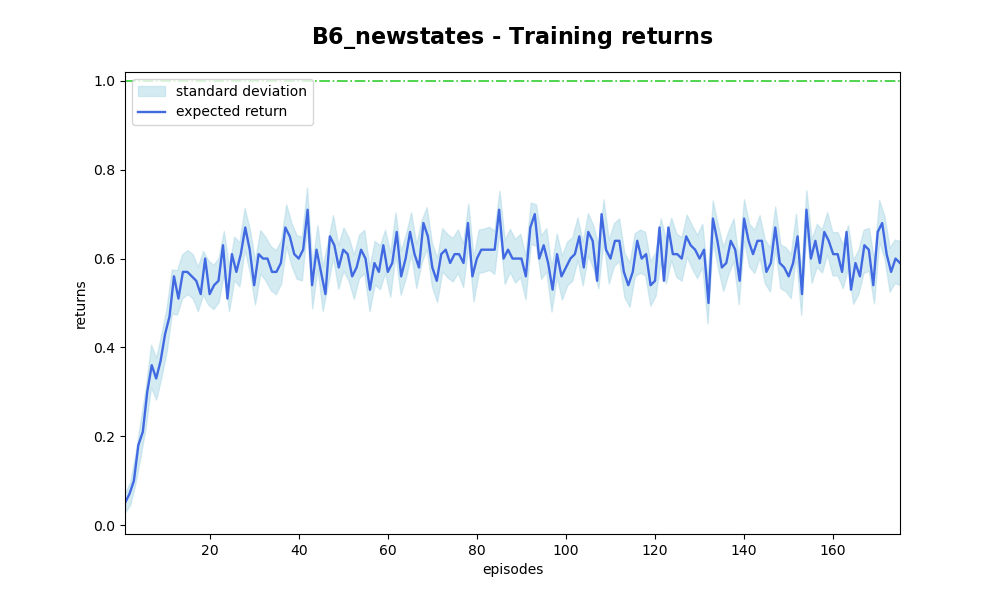 B6_newstates - Training returns
1.0
standard deviation
expected return
0.8
0.6
0.4
0.2
0.0
returns
20 40 60 80 100 120 140 160
episodes